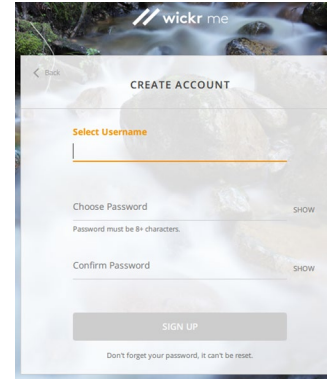 wickr me
Back
CREATE ACCOUNT
Select Username
Choose Password
SHOW
Password must be 8+ characters.
Confirm Password
SHOW
SIGN UP
Don't forget your password, it can't be reset.